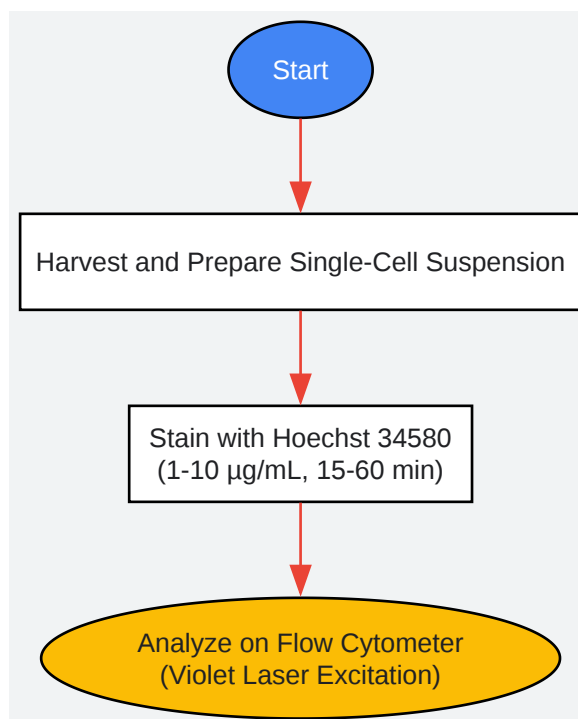 Start
Harvest and Prepare Single-Cell Suspension
Stain with Hoechst 34580
(1-10 µg/mL, 15-60 min)
Analyze on Flow Cytometer
(Violet Laser Excitation)